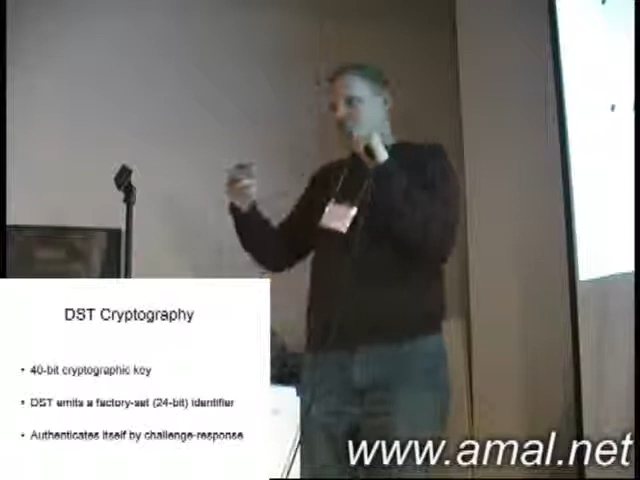 DST Cryptography
• 40-bit cryptographic key
• DST emits a factory-set (24-bit) identifier
• Authenticates itself by challenge-response
www.amal.net